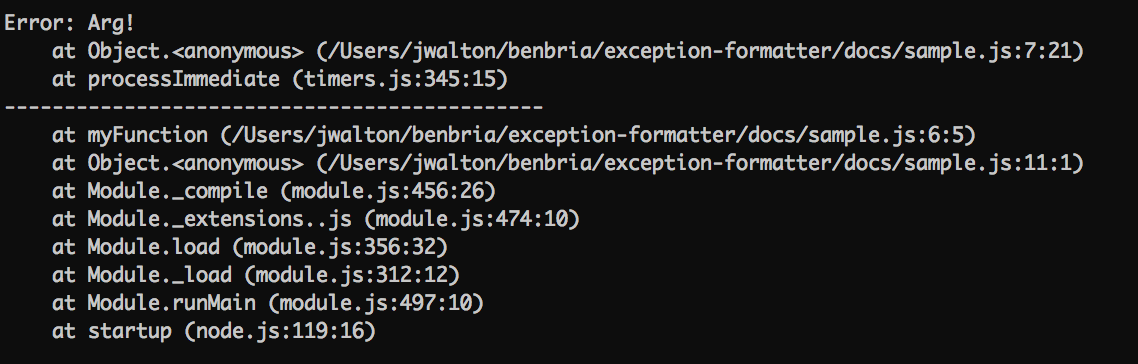 Error: Arg!
    at Object.<anonymous> (/Users/jwalton/benbria/exception-formatter/docs/sample.js:7:21)
    at processImmediate (timers.js:345:15)
---------------------------------------------
    at myFunction (/Users/jwalton/benbria/exception-formatter/docs/sample.js:6:5)
    at Object.<anonymous> (/Users/jwalton/benbria/exception-formatter/docs/sample.js:11:1)
    at Module._compile (module.js:456:26)
    at Module._extensions..js (module.js:474:10)
    at Module.load (module.js:356:32)
    at Module._load (module.js:312:12)
    at Module.runMain (module.js:497:10)
    at startup (node.js:119:16)